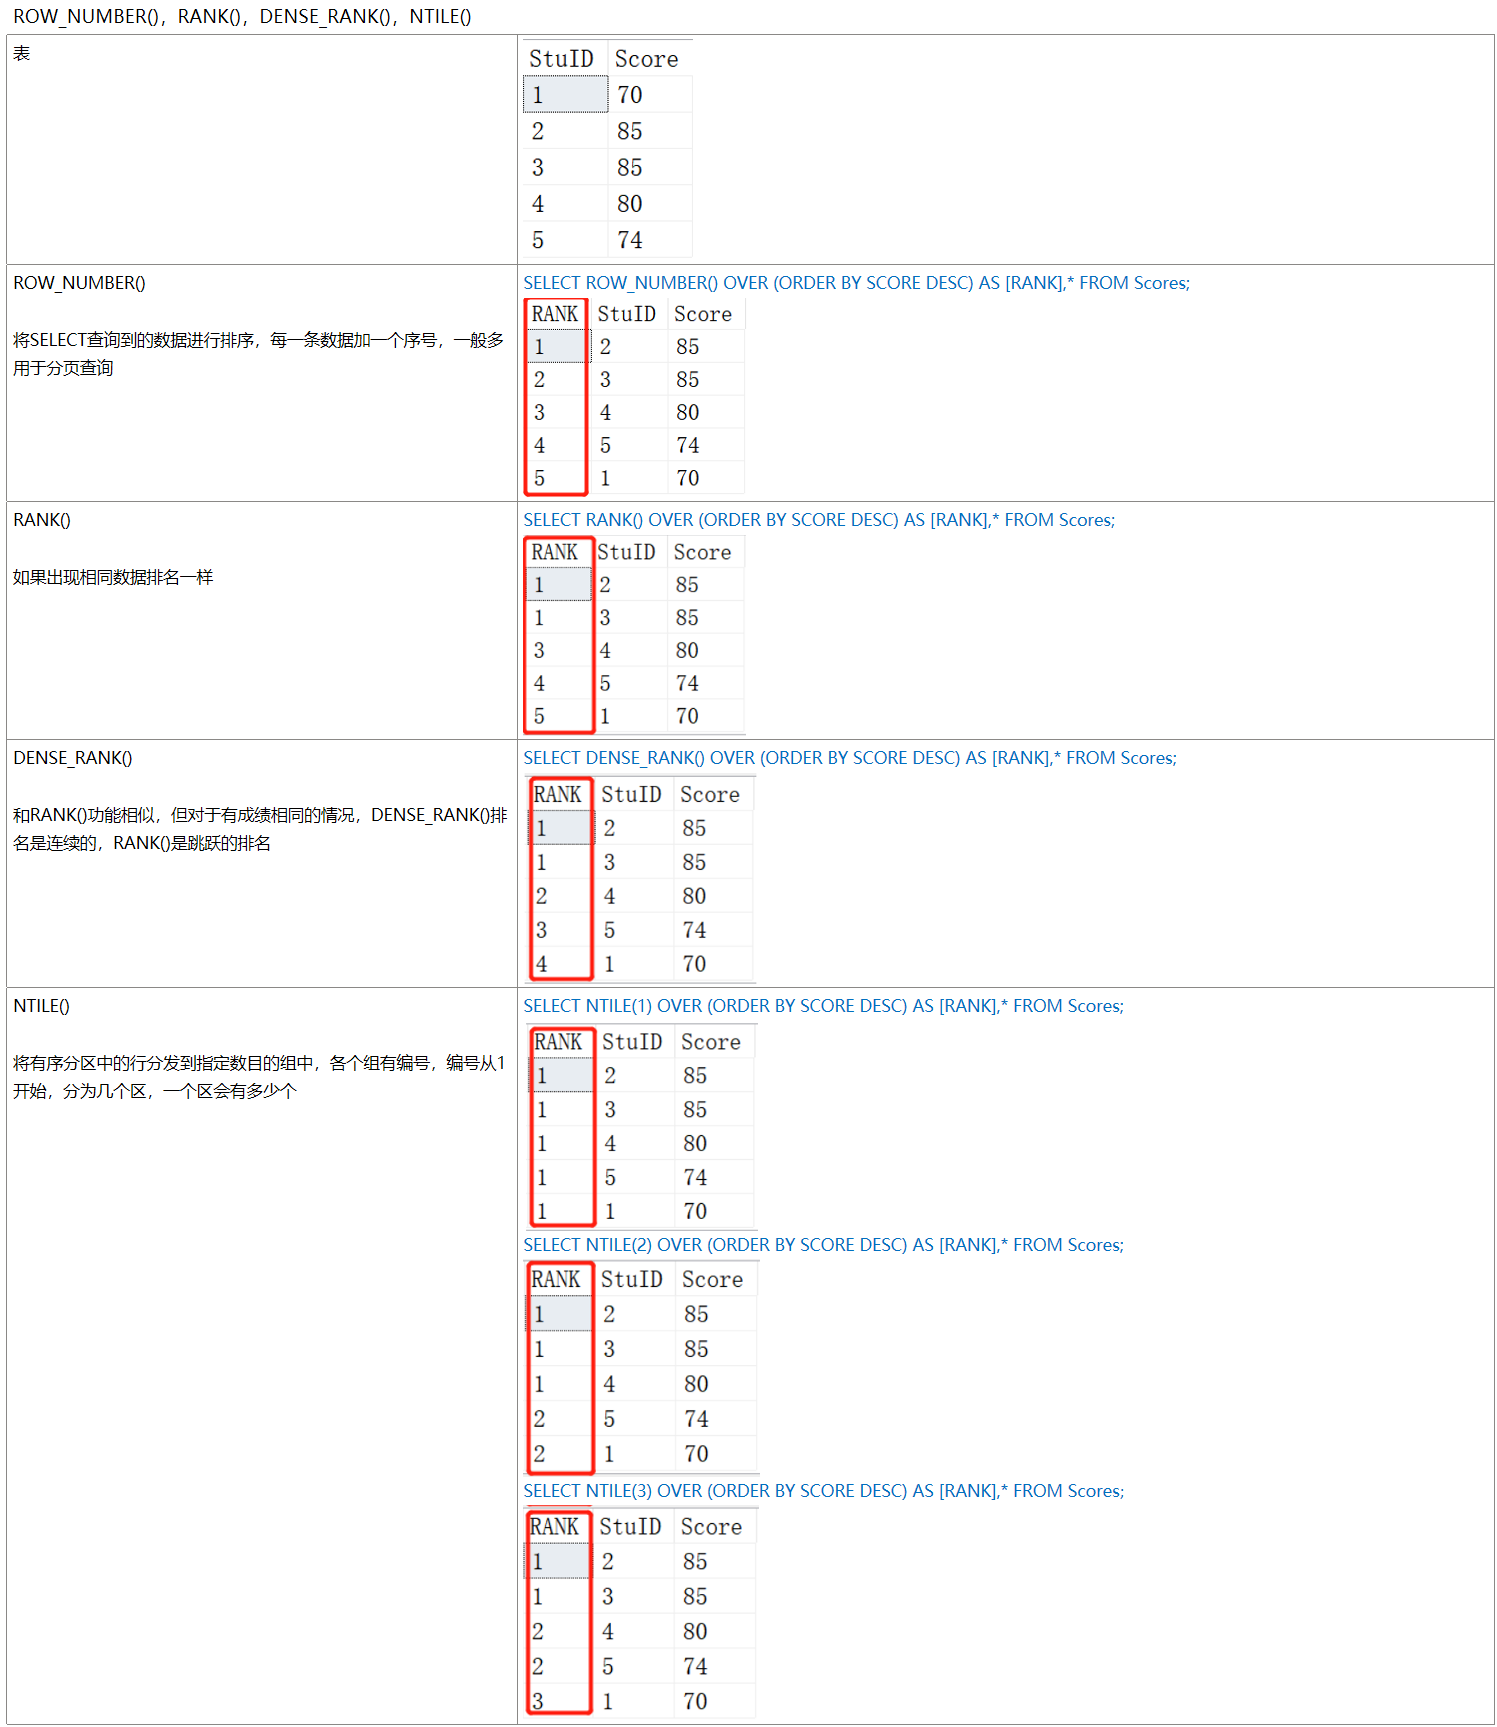 ROW_NUMBER()，RANK()，DENSE_RANK()，NTILE()
表
StuID Score
1 70
2 85
3 85
4 80
5 74
ROW_NUMBER()
将SELECT查询到的数据进行排序，每一条数据加一个序号，一般多
用于分页查询
SELECT ROW_NUMBER() OVER (ORDER BY SCORE DESC) AS [RANK],* FROM Scores;
RANK StuID Score
1 2 85
2 3 85
3 4 80
4 5 74
5 1 70
RANK()
如果出现相同数据排名一样
SELECT RANK() OVER (ORDER BY SCORE DESC) AS [RANK],* FROM Scores;
RANK StuID Score
1 2 85
1 3 85
3 4 80
4 5 74
5 1 70
DENSE_RANK()
和RANK()功能相似，但对于有成绩相同的情况，DENSE_RANK()排
名是连续的，RANK()是跳跃的排名
SELECT DENSE_RANK() OVER (ORDER BY SCORE DESC) AS [RANK],* FROM Scores;
RANK StuID Score
1 2 85
1 3 85
2 4 80
3 5 74
4 1 70
NTILE()
将有序分区中的行分发到指定数目的组中，各个组有编号，编号从1
开始，分为几个区，一个区会有多少个
SELECT NTILE(1) OVER (ORDER BY SCORE DESC) AS [RANK],* FROM Scores;
RANK StuID Score
1 2 85
1 3 85
1 4 80
1 5 74
1 1 70
SELECT NTILE(2) OVER (ORDER BY SCORE DESC) AS [RANK],* FROM Scores;
RANK StuID Score
1 2 85
1 3 85
1 4 80
2 5 74
2 1 70
SELECT NTILE(3) OVER (ORDER BY SCORE DESC) AS [RANK],* FROM Scores;
RANK StuID Score
1 2 85
1 3 85
2 4 80
2 5 74
3 1 70